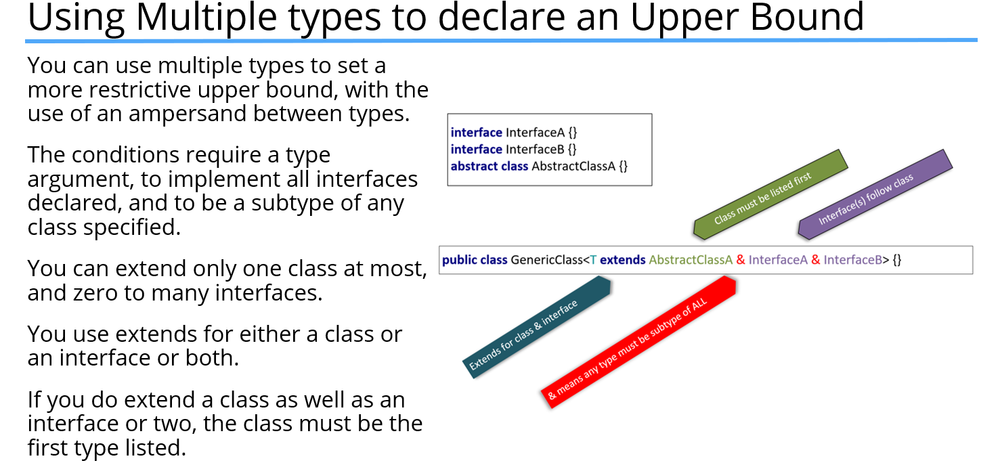 Using Multiple types to declare an Upper Bound
You can use multiple types to set a
more restrictive upper bound, with the
use of an ampersand between types.
The conditions require a type
argument, to implement all interfaces
declared, and to be a subtype of any
class specified.
You can extend only one class at most,
and zero to many interfaces.
You use extends for either a class or
an interface or both.
If you do extend a class as well as an
interface or two, the class must be the
first type listed.
interface InterfaceA {}
interface InterfaceB {}
abstract class AbstractClassA {}
Class must be listed first
Interface(s) follow class
public class GenericClass<T extends AbstractClassA & InterfaceA & InterfaceB> {}
Extends for class & interface
& means any type must be subtype of ALL